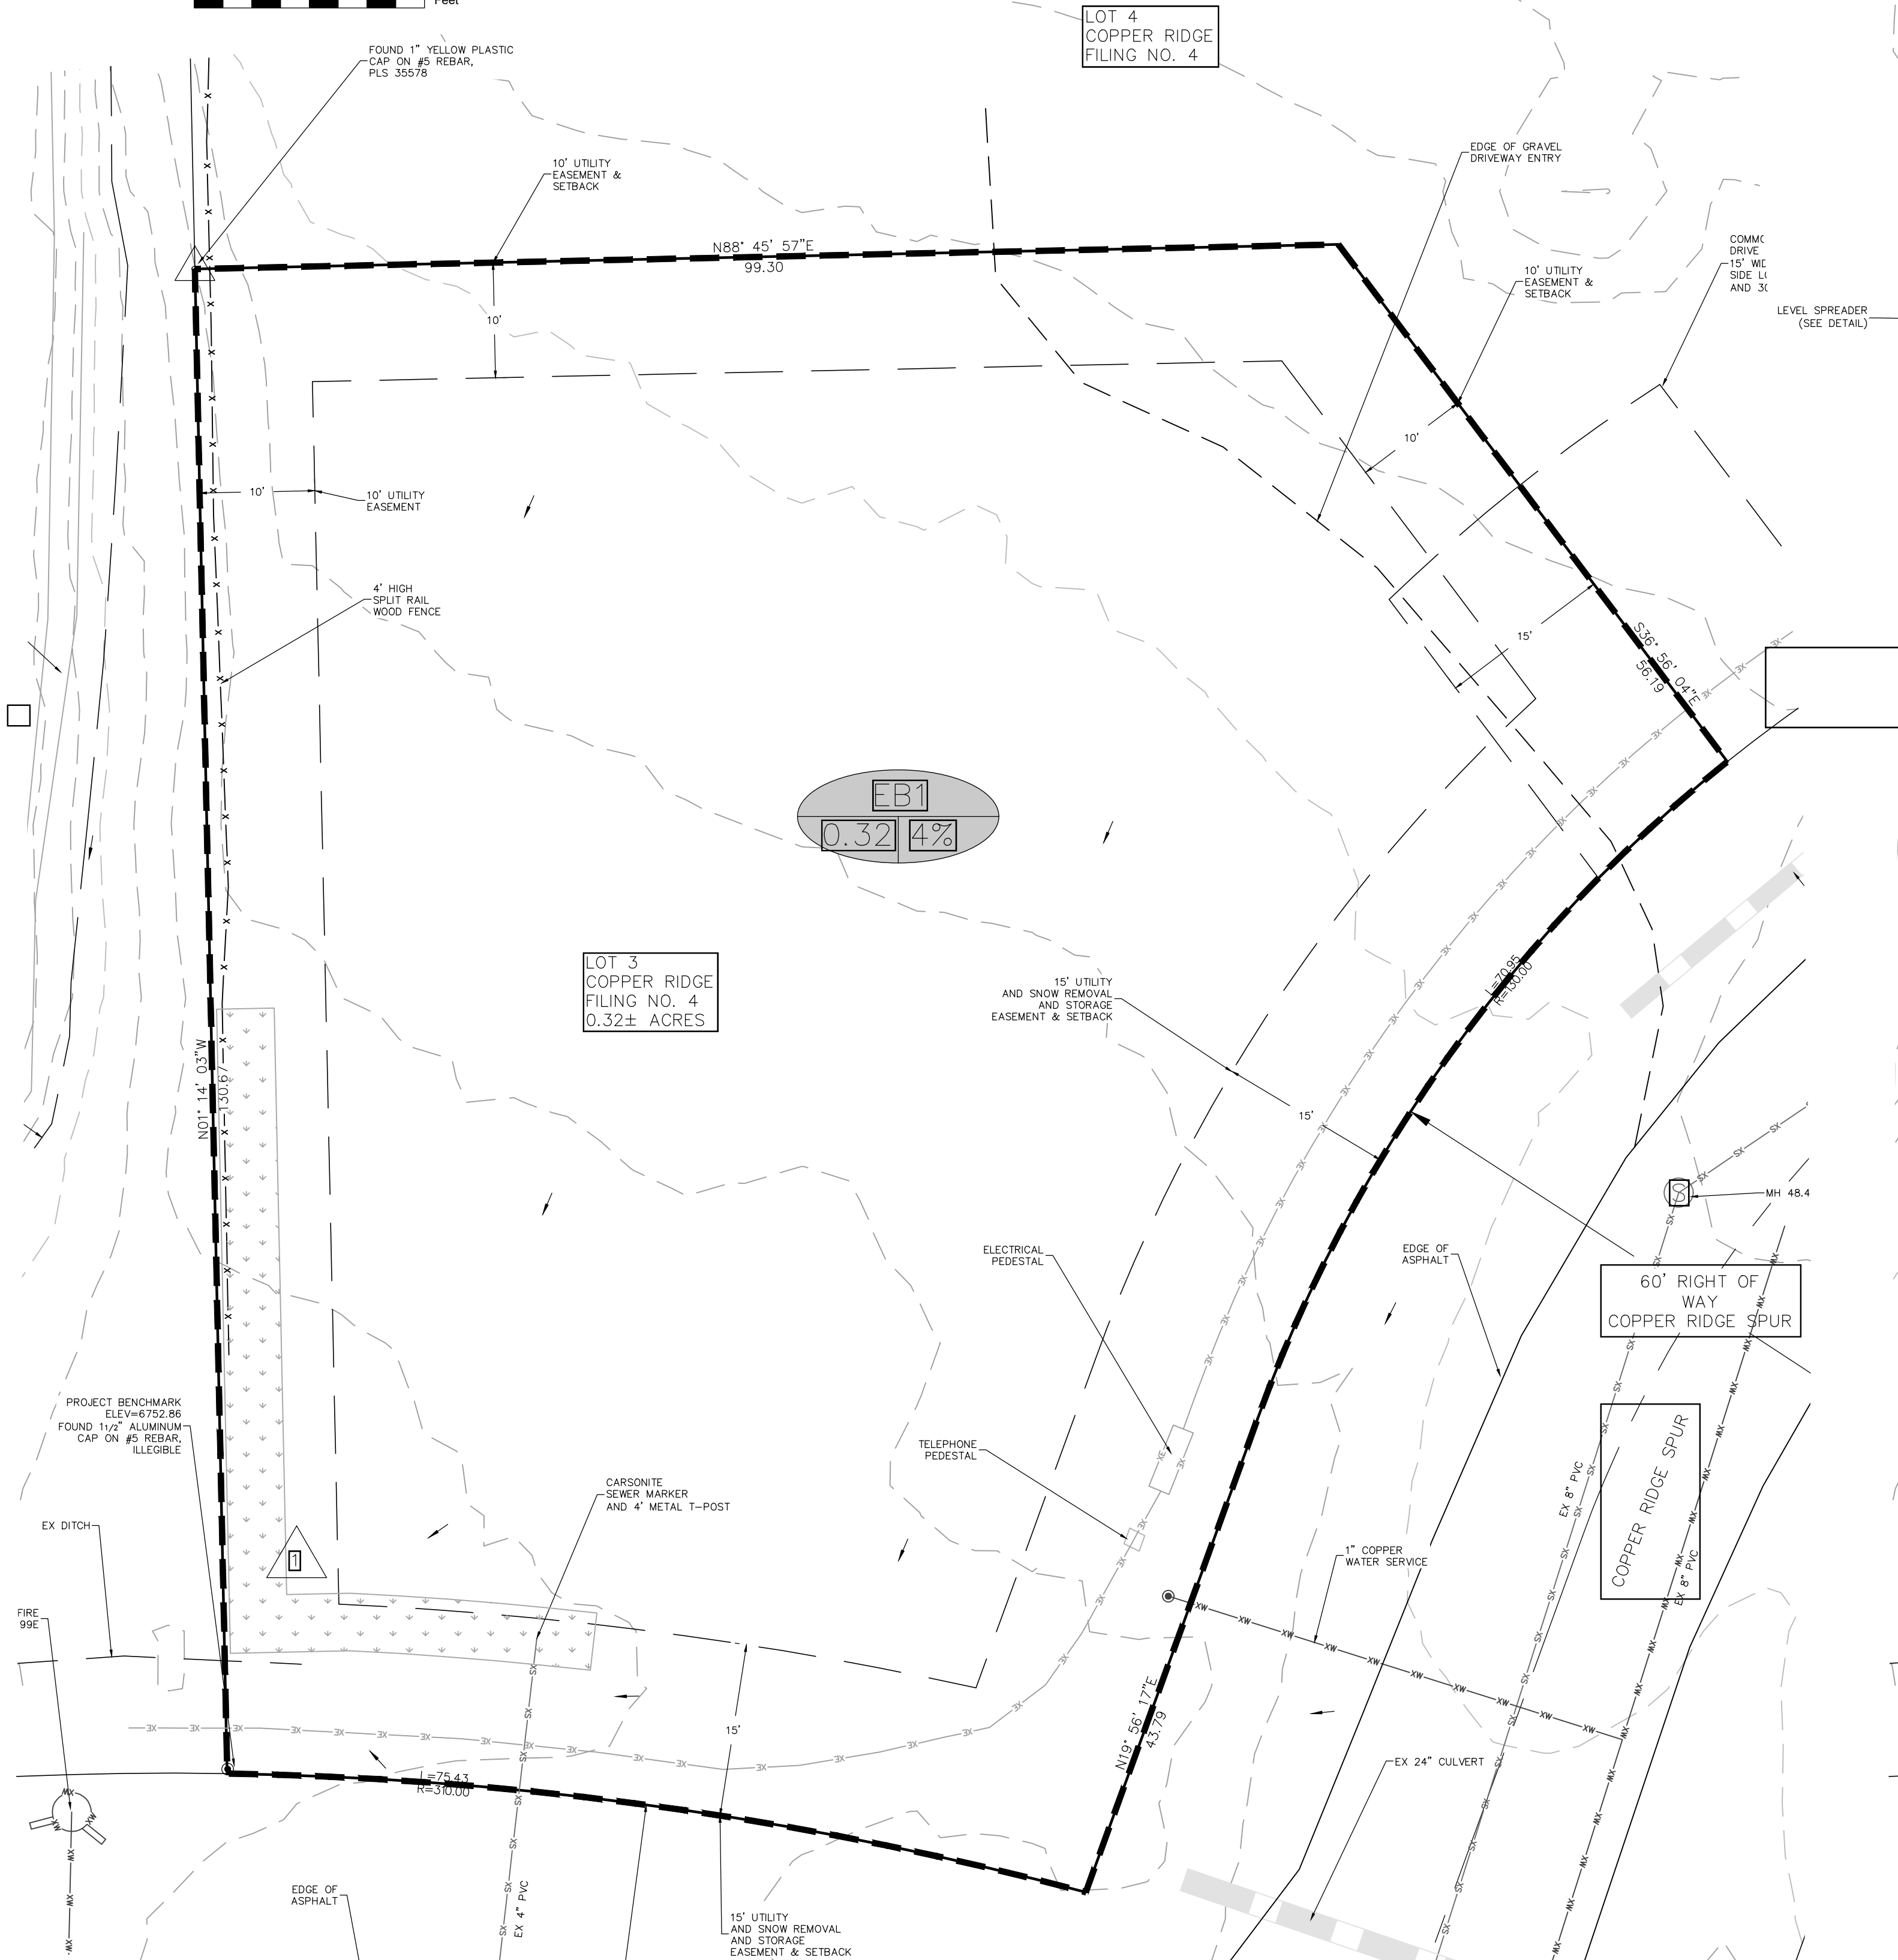 Feet
LOT 4
COPPER RIDGE
FILING NO. 4
FOUND 1" YELLOW PLASTIC
CAP ON #5 REBAR,
PLS 35578
10' UTILITY
EASEMENT &
SETBACK
EDGE OF GRAVEL
DRIVEWAY ENTRY
N88° 45' 57"E
99.30
10' UTILITY
EASEMENT &
SETBACK
DRIVE
AND
LEVEL SPREADER
(SEE DETAIL)
10'
10'
10'
10' UTILITY
EASEMENT
4' HIGH
SPLIT RAIL
WOOD FENCE
15'
S36° 56' 04"E
56.19
EB1
0.32
4%
LOT 3
COPPER RIDGE
FILING NO. 4
0.32± ACRES
15' UTILITY
AND SNOW REMOVAL
AND STORAGE
EASEMENT & SETBACK
L=70.95
R=130.00
15'
N01° 14' 03"W
130.67
S
MH 48.4
ELECTRICAL
PEDESTAL
EDGE OF
ASPHALT
60' RIGHT OF
WAY
COPPER RIDGE SPUR
PROJECT BENCHMARK
ELEV=6752.86
FOUND 11/2" ALUMINUM
CAP ON #5 REBAR,
ILLEGIBLE
TELEPHONE
PEDESTAL
COPPER RIDGE SPUR
EX 8" PVC
EX 8" PVC
CARSONITE
SEWER MARKER
AND 4' METAL T-POST
EX DITCH
1
1" COPPER
WATER SERVICE
FIRE
99E
15'
N19° 56' 17"E
43.79
EX 24" CULVERT
L=75.43
R=310.00
EDGE OF
ASPHALT
EX 4" PVC
15' UTILITY
AND SNOW REMOVAL
AND STORAGE
EASEMENT & SETBACK